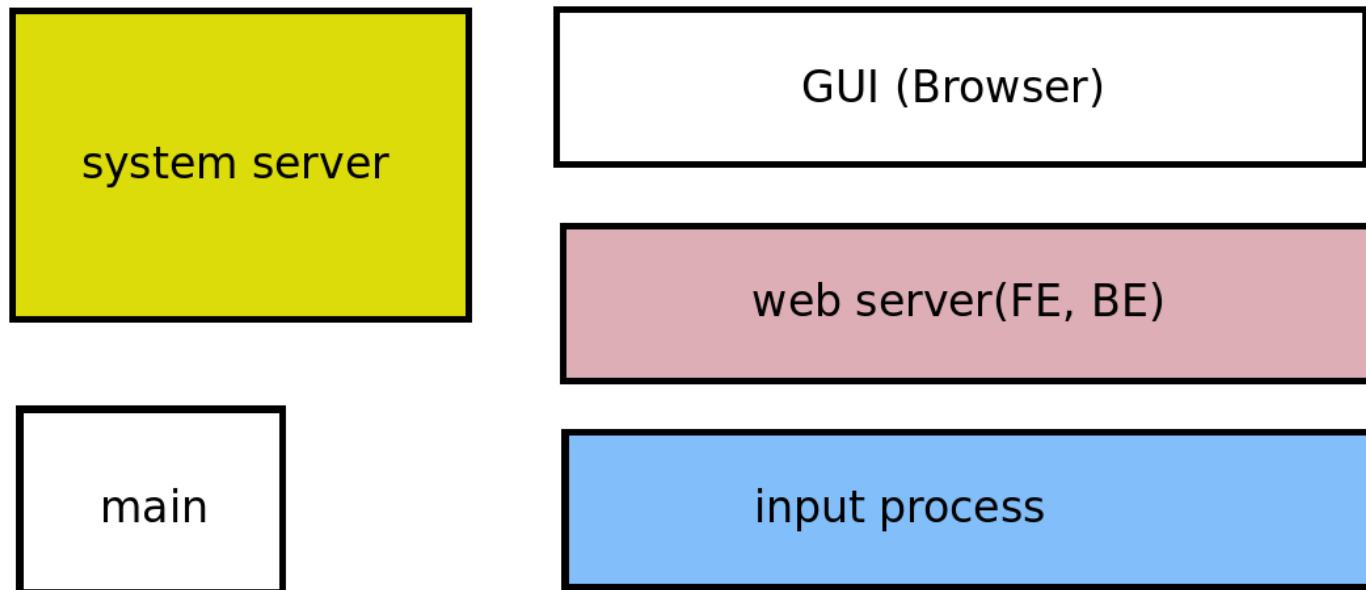 system server
GUI (Browser)
web server(FE, BE)
main
input process